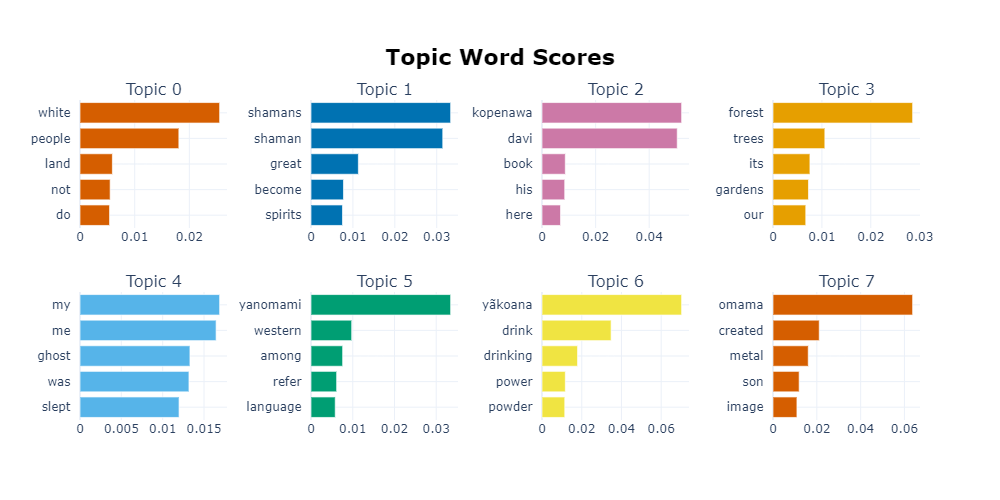 Topic Word Scores
Topic 0
white
people
land
not
do
0 0.01 0.02
Topic 1
shamans
shaman
great
become
spirits
0 0.01 0.02 0.03
Topic 2
kopenawa
davi
book
his
here
0 0.02 0.04
Topic 3
forest
trees
its
gardens
our
0 0.01 0.02 0.03
Topic 4
my
me
ghost
was
slept
0 0.005 0.01 0.015
Topic 5
yanomami
western
among
refer
language
0 0.01 0.02 0.03
Topic 6
yãkoana
drink
drinking
power
powder
0 0.02 0.04 0.06
Topic 7
omama
created
metal
son
image
0 0.02 0.04 0.06